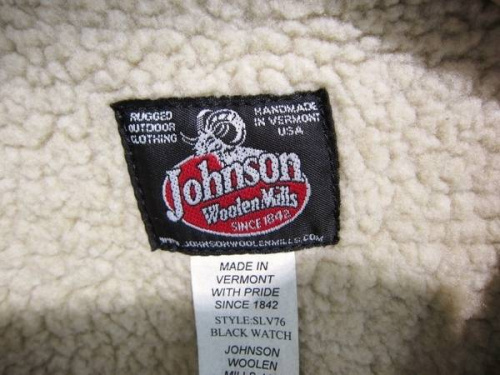 RUGGED
OUTDOOR
CLOTHING
HANDMADE
IN VERMONT
USA
Johnson
Woolen Mills
SINCE 1842
WWW.JOHNSONWOOLENMILLS.COM
MADE IN
VERMONT
WITH PRIDE
SINCE 1842
STYLE:SLV76
BLACK WATCH
JOHNSON
WOOLEN